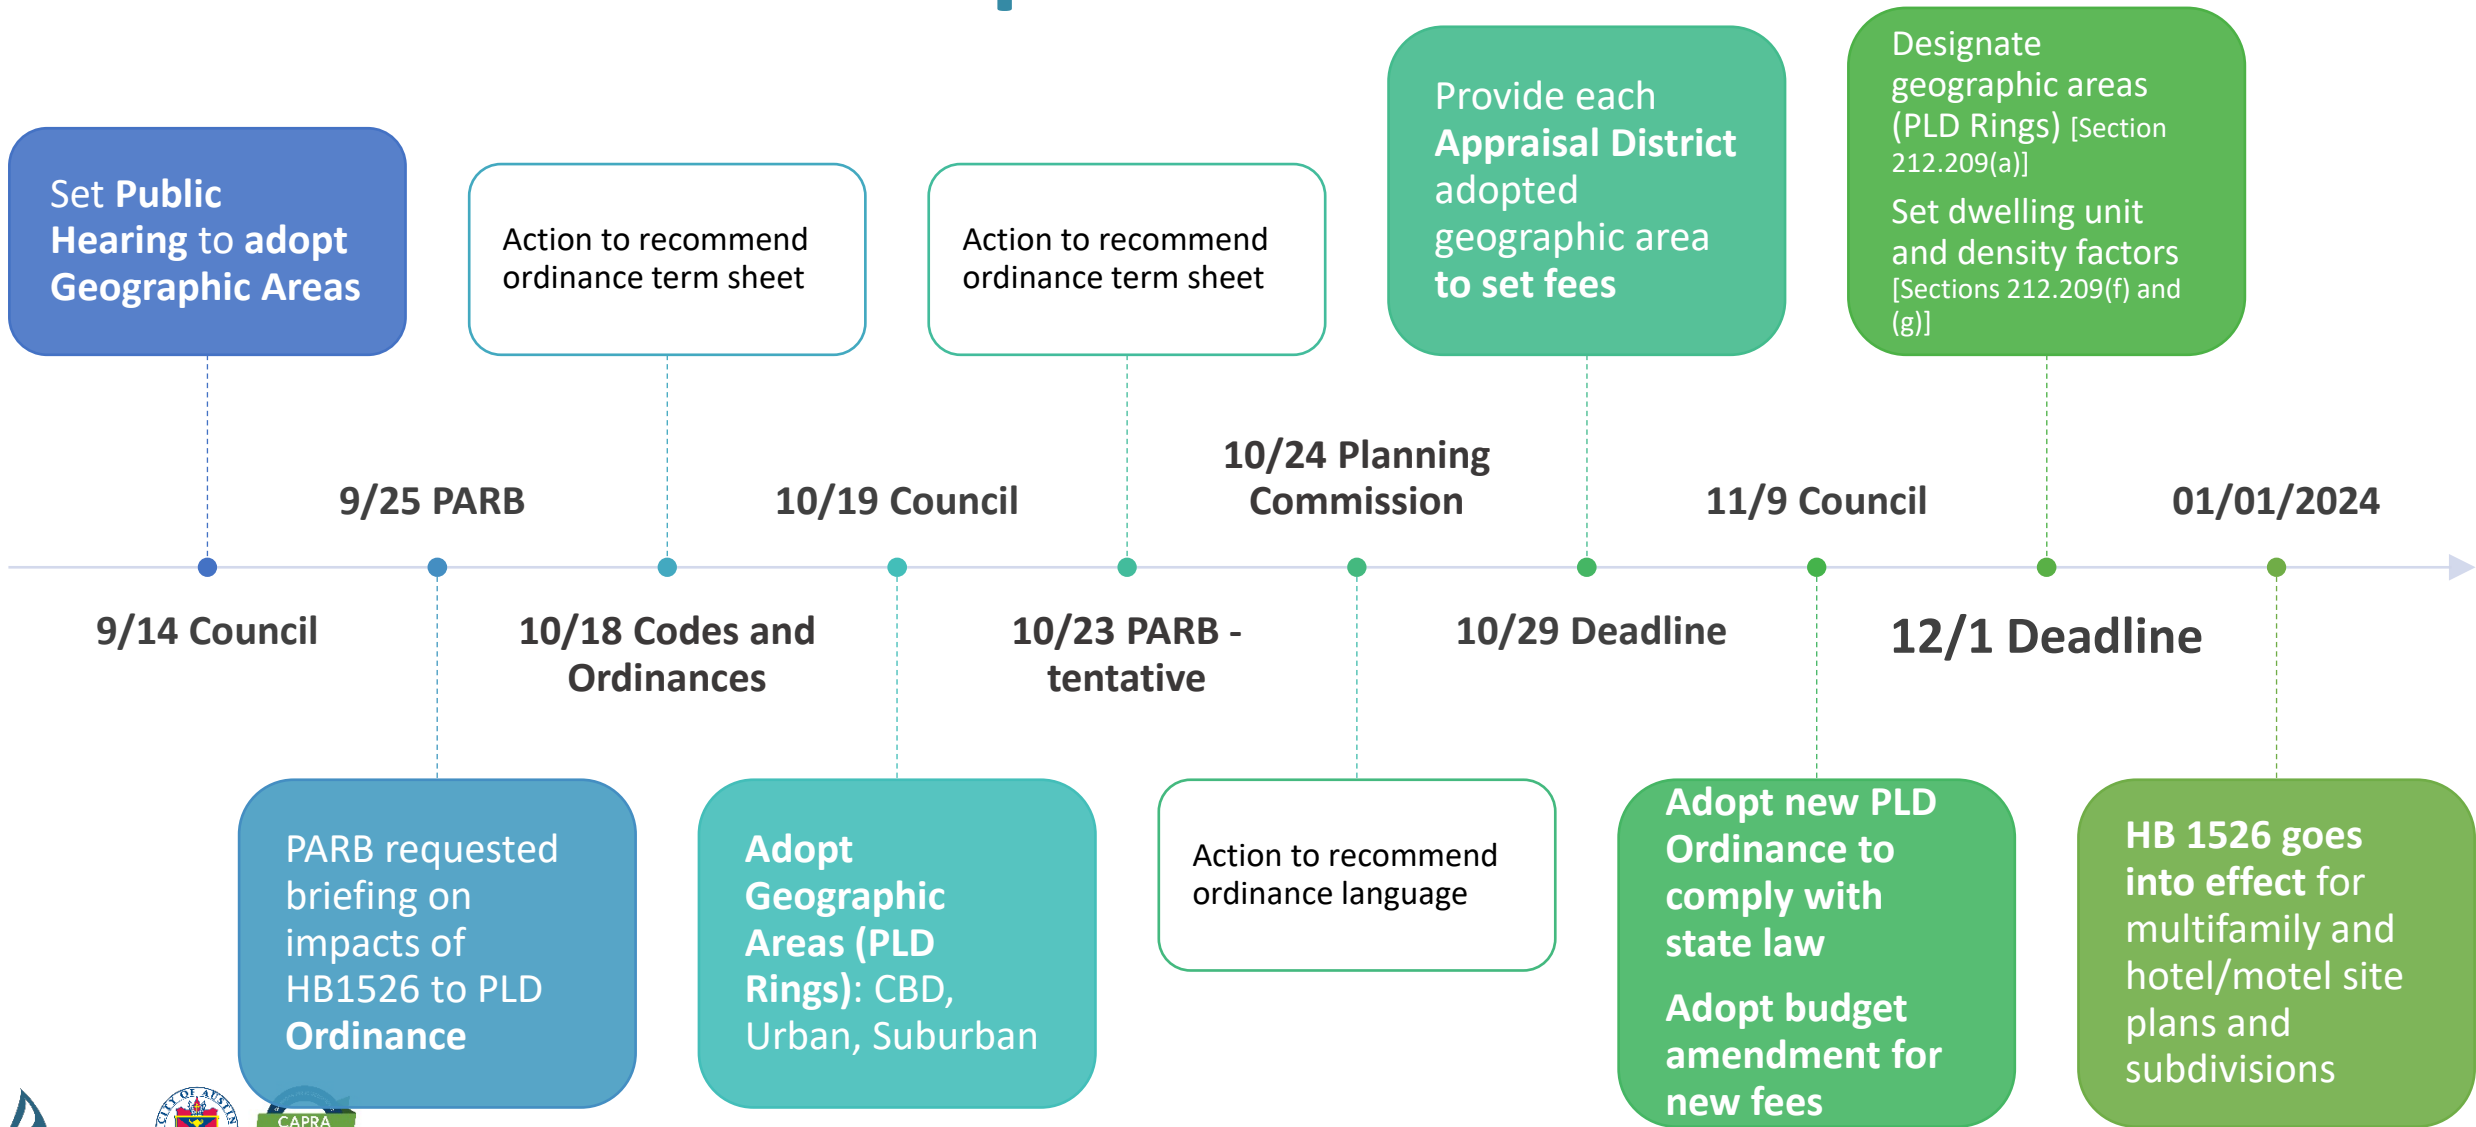 Set Public
Hearing to adopt
Geographic Areas
Action to recommend
ordinance term sheet
Action to recommend
ordinance term sheet
Provide each
Appraisal District
adopted
geographic area
to set fees
Designate
geographic areas
(PLD Rings) [Section
212.209(a)]
Set dwelling unit
and density factors
[Sections 212.209(f) and
(g)]
9/25 PARB
10/19 Council
10/24 Planning
Commission
11/9 Council
01/01/2024
9/14 Council
10/18 Codes and
Ordinances
10/23 PARB -
tentative
10/29 Deadline
12/1 Deadline
PARB requested
briefing on
impacts of
HB1526 to PLD
Ordinance
Adopt
Geographic
Areas (PLD
Rings): CBD,
Urban, Suburban
Action to recommend
ordinance language
Adopt new PLD
Ordinance to
comply with
state law
Adopt budget
amendment for
new fees
HB 1526 goes
into effect for
multifamily and
hotel/motel site
plans and
subdivisions
CITY OF AUSTIN
CAPRA